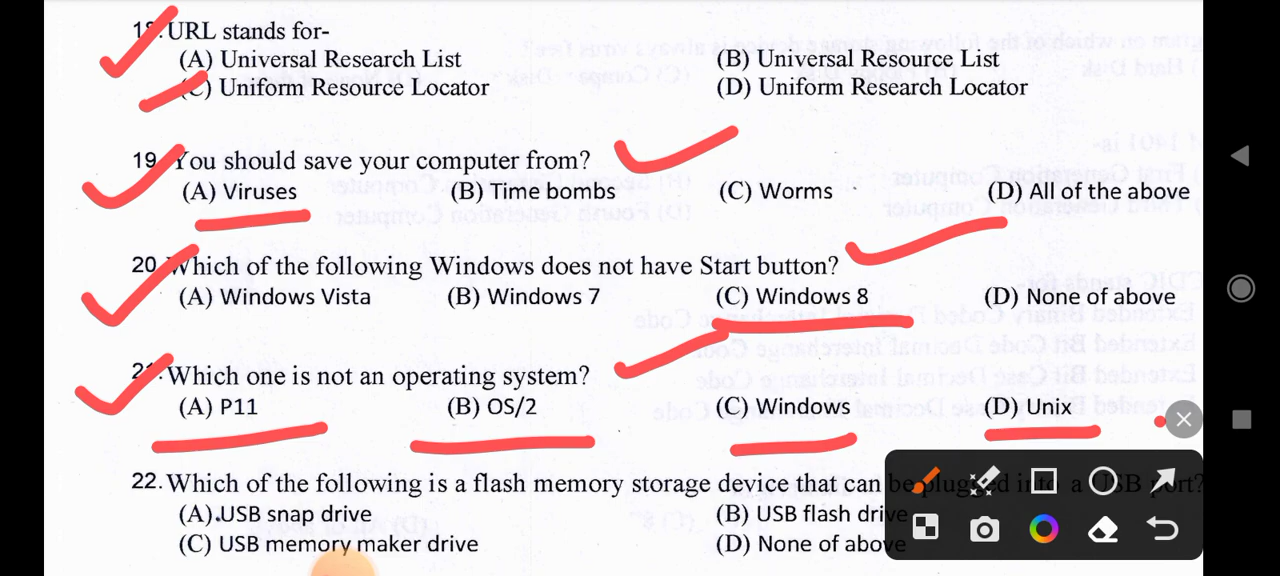 18. URL stands for-
(A) Universal Research List (B) Universal Resource List
(C) Uniform Resource Locator (D) Uniform Research Locator
19. You should save your computer from?
(A) Viruses (B) Time bombs (C) Worms (D) All of the above
20. Which of the following Windows does not have Start button?
(A) Windows Vista (B) Windows 7 (C) Windows 8 (D) None of above
21. Which one is not an operating system?
(A) P11 (B) OS/2 (C) Windows (D) Unix
22. Which of the following is a flash memory storage device that can be plugged into a USB port?
(A).USB snap drive (B) USB flash drive
(C) USB memory maker drive (D) None of above